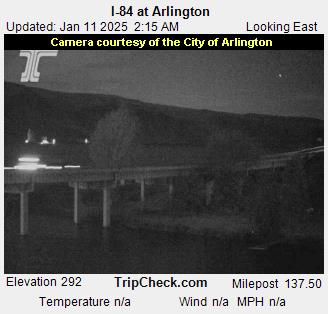 I-84 at Arlington
Updated: Jan 11 2025 2:15 AM Looking East
Camera courtesy of the City of Arlington
Elevation 292 TripCheck.com Milepost 137.50
Temperature n/a Wind n/a MPH n/a